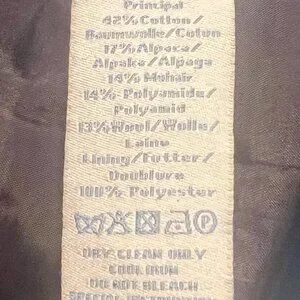 Principal
42% Cotton/
Baumwolle/Coton
17% Alpaca/
Alpaka/Alpaga
14% Mohair
14% Polyamide/
Polyamid
13% Wool/Wolle/
Laine
Lining/Futter/
Doublure
100% Polyester
DRY CLEAN ONLY
COOL IRON
DO NOT BLEACH
SPECIAL